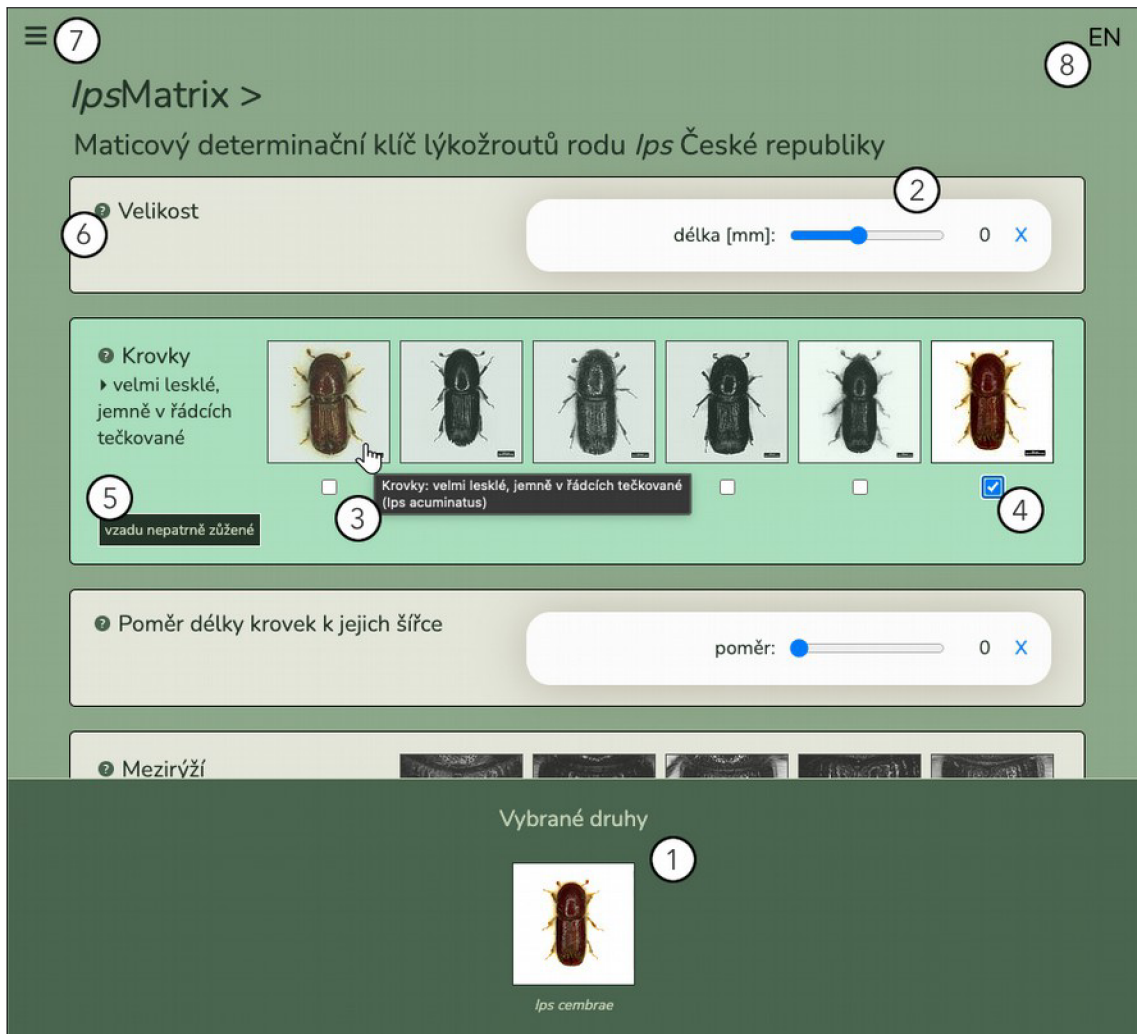 7
EN
8
IpsMatrix >
Maticový determinační klíč lýkožroutů rodu Ips České republiky
2
Velikost
6
délka [mm]: 0 X
Krovky
velmi lesklé,
jemně v řádcích
tečkované
5
vzadu nepatrně zúžené
Krovky: velmi lesklé, jemně v řádcích tečkované
(Ips acuminatus)
3
4
Poměr délky krovek k jejich šířce
poměr: 0 X
Mezirýží
Vybrané druhy
1
Ips cembrae